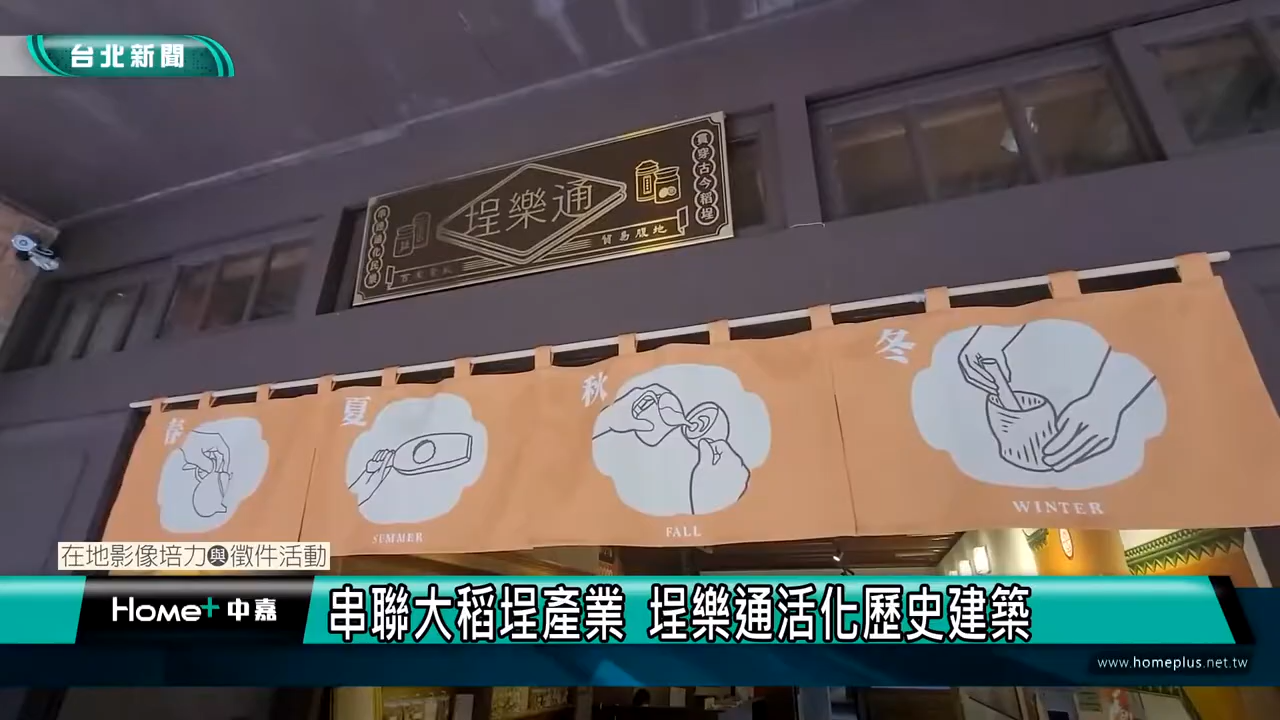 台北新聞
貫穿古今稻埕
埕樂通
貿易腹地
春
夏
秋
冬
SUMMER
FALL
WINTER
在地影像培力與徵件活動
Home+中嘉
串聯大稻埕產業 埕樂通活化歷史建築
www.homeplus.net.tw